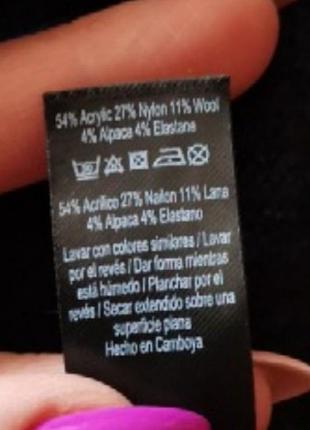 54% Acrylic 27% Nylon 11% Wool
4% Alpaca 4% Elastane
54% Acrilico 27% Nailon 11% Lana
4% Alpaca 4% Elastano
Lavar con colores similares / Lavar
por el revés / Dar forma mientras
está húmedo / Planchar por el
revés / Secar extendido sobre una
superficie plana
Hecho en Camboya